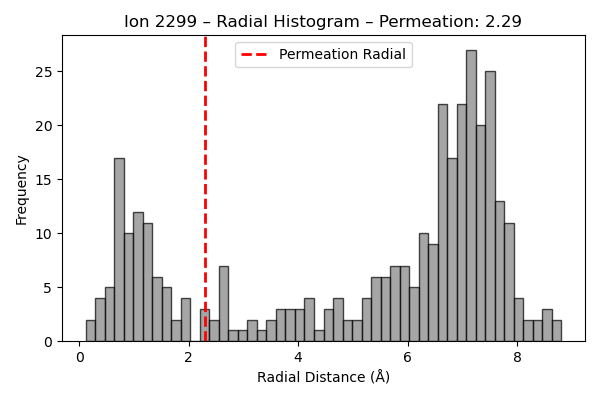 Ion 2299 – Radial Histogram – Permeation: 2.29
Permeation Radial
Frequency
25
20
15
10
5
0
0 2 4 6 8
Radial Distance (Å)